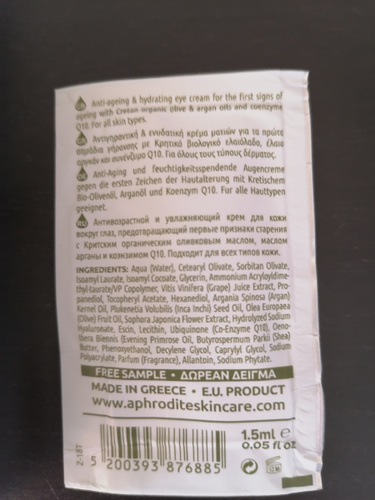 GB Anti-ageing & hydrating eye cream for the first signs of
ageing with Cretan organic olive & argan oils and coenzyme
Q10. For all skin types.
GR Αντιγηραντική & ενυδατική κρέμα ματιών για τα πρώτα
σημάδια γήρανσης με Κρητικό βιολογικό ελαιόλαδο, έλαιο
αργκάν και συνένζυμο Q10. Για όλους τους τύπους δέρματος.
Anti-Aging und feuchtigkeitsspendende Augencreme
gegen die ersten Zeichen der Hautalterung mit Kretischem
Bio-Olivenöl, Arganöl und Koenzym Q10. Fur alle Hauttypen
geeignet.
RU Антивозрастной и увлажняющий крем для кожи
вокруг глаз, предотвращающий первые признаки старения
с Критским органическим оливковым маслом, маслом
арганы и коэнзимом Q10. Подходит для всех типов кожи.
INGREDIENTS: Aqua (Water), Cetearyl Olivate, Sorbitan Olivate,
Isoamyl Laurate, Isoamyl Cocoate, Glycerin, Ammonium Acryloyldime-
thyl-taurate/VP Copolymer, Vitis Vinifera (Grape) Juice Extract, Pro-
panediol, Tocopheryl Acetate, Hexanediol, Argania Spinosa (Argan)
Kernel Oil, Plukenetia Volubilis (Inca Inchi) Seed Oil, Olea Europaea
(Olive) Fruit Oil, Sophora Japonica Flower Extract, Hydrolyzed Sodium
Hyaluronate, Escin, Lecithin, Ubiquinone (Co-Enzyme Q10), Oeno-
thera Biennis (Evening Primrose Oil, Butyrospermum Parkii (Shea)
Butter, Phenoxyethanol, Decylene Glycol, Caprylyl Glycol, Sodium
Polyacrylate, Parfum (Fragrance), Allantoin, Sodium Phytate.
FREE SAMPLE • ΔΩΡΕΑΝ ΔΕΙΓΜΑ
MADE IN GREECE • E.U. PRODUCT
www.aphroditeskincare.com
Z-18T
5 200393 876885
1.5ml e
0.05 fl oz
12 M